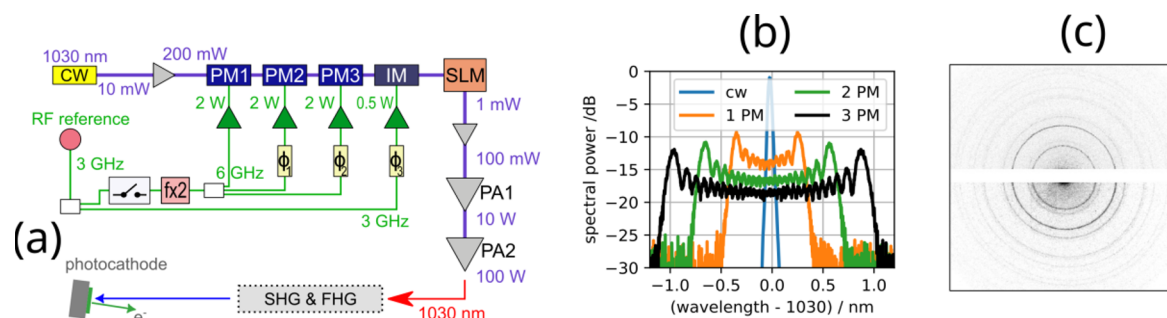 (a)
1030 nm
CW
10 mW
200 mW
PM1
PM2
PM3
IM
SLM
2 W
2 W
2 W
0.5 W
1 mW
RF reference
3 GHz
fx2
6 GHz
ϕ1
ϕ2
ϕ3
3 GHz
100 mW
PA1
10 W
PA2
100 W
photocathode
e-
SHG & FHG
1030 nm
(b)
spectral power /dB
0
−5
−10
−15
−20
−25
−30
cw
1 PM
2 PM
3 PM
−1.0
−0.5
0.0
0.5
1.0
(wavelength - 1030) / nm
(c)